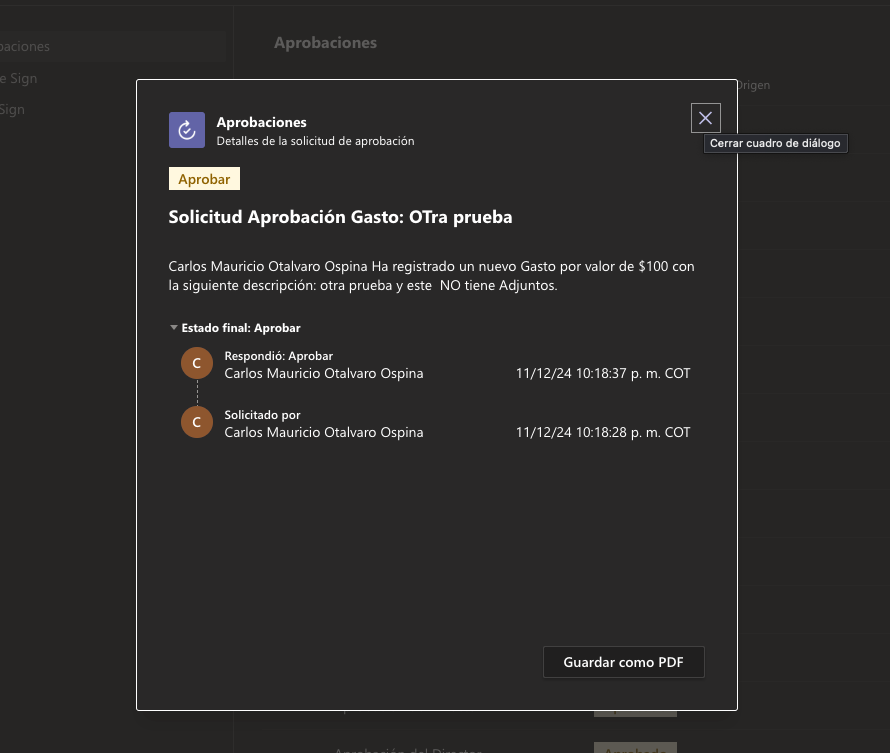 Aprobaciones
e Sign
Sign
Origen
Aprobaciones
Detalles de la solicitud de aprobación
Cerrar cuadro de diálogo
Aprobar
Solicitud Aprobación Gasto: OTra prueba
Carlos Mauricio Otalvaro Ospina Ha registrado un nuevo Gasto por valor de $100 con
la siguiente descripción: otra prueba y este  NO tiene Adjuntos.
Estado final: Aprobar
C
Respondió: Aprobar
Carlos Mauricio Otalvaro Ospina 11/12/24 10:18:37 p. m. COT
C
Solicitado por
Carlos Mauricio Otalvaro Ospina 11/12/24 10:18:28 p. m. COT
Guardar como PDF
Aprobación del Director Aprobado